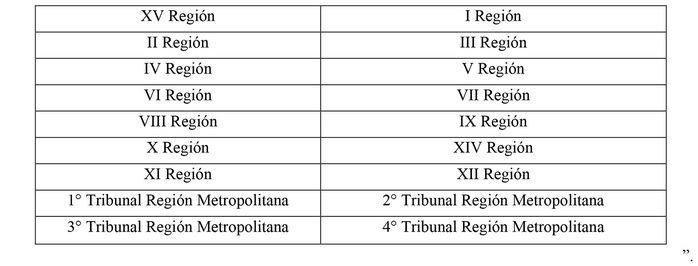 XV Región I Región
II Región III Región
IV Región V Región
VI Región VII Región
VIII Región IX Región
X Región XIV Región
XI Región XII Región
1° Tribunal Región Metropolitana 2° Tribunal Región Metropolitana
3° Tribunal Región Metropolitana 4° Tribunal Región Metropolitana
”.